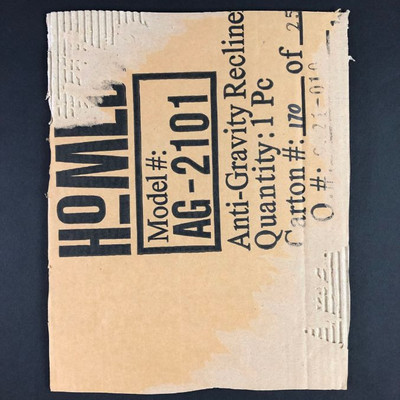 HOMLE
Model #:
AG-2101
Anti-Gravity Recline
Quantity: 1 Pc
Carton #: 170 of 25
O #: